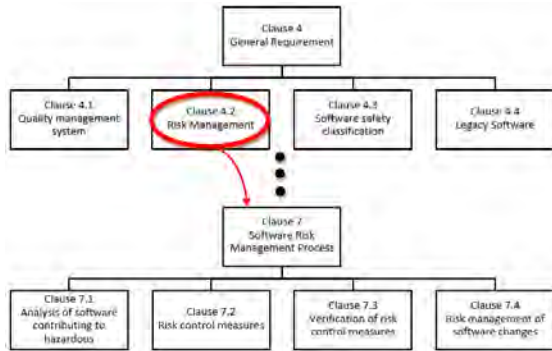 Clause 4
General Requirement
Clause 4.1
Quality management
system
Clause 4.2
Risk Management
Clause 4.3
Software safety
classification
Clause 4.4
Legacy Software
Clause 7
Software Risk
Management Process
Clause 7.1
Analysis of software
contributing to
hazardous
Clause 7.2
Risk control measures
Clause 7.3
Verification of risk
control measures
Clause 7.4
Risk management of
software changes